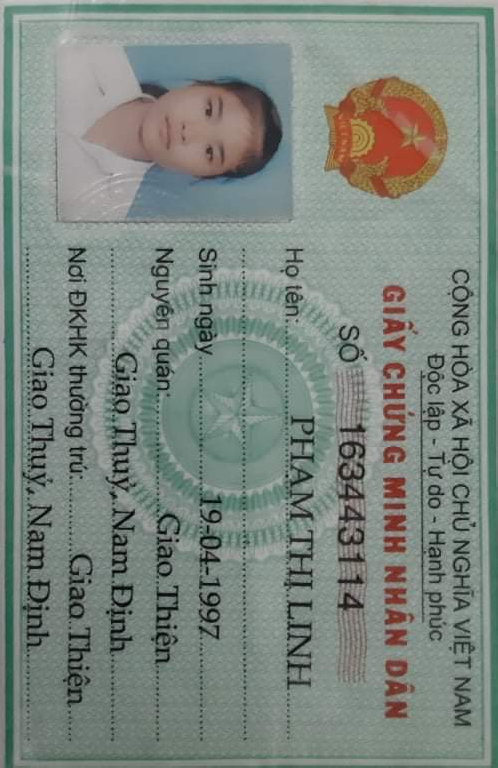 CỘNG HÒA XÃ HỘI CHỦ NGHĨA VIỆT NAM
Độc lập - Tự do - Hạnh phúc
GIẤY CHỨNG MINH NHÂN DÂN
SỐ 163443114
Họ tên: PHẠM THỊ LINH
Sinh ngày 19-04-1997
Nguyên quán: Giao Thiện
Giao Thuỷ, Nam Định
Nơi ĐKHK thường trú: Giao Thiện
Giao Thuỷ, Nam Định